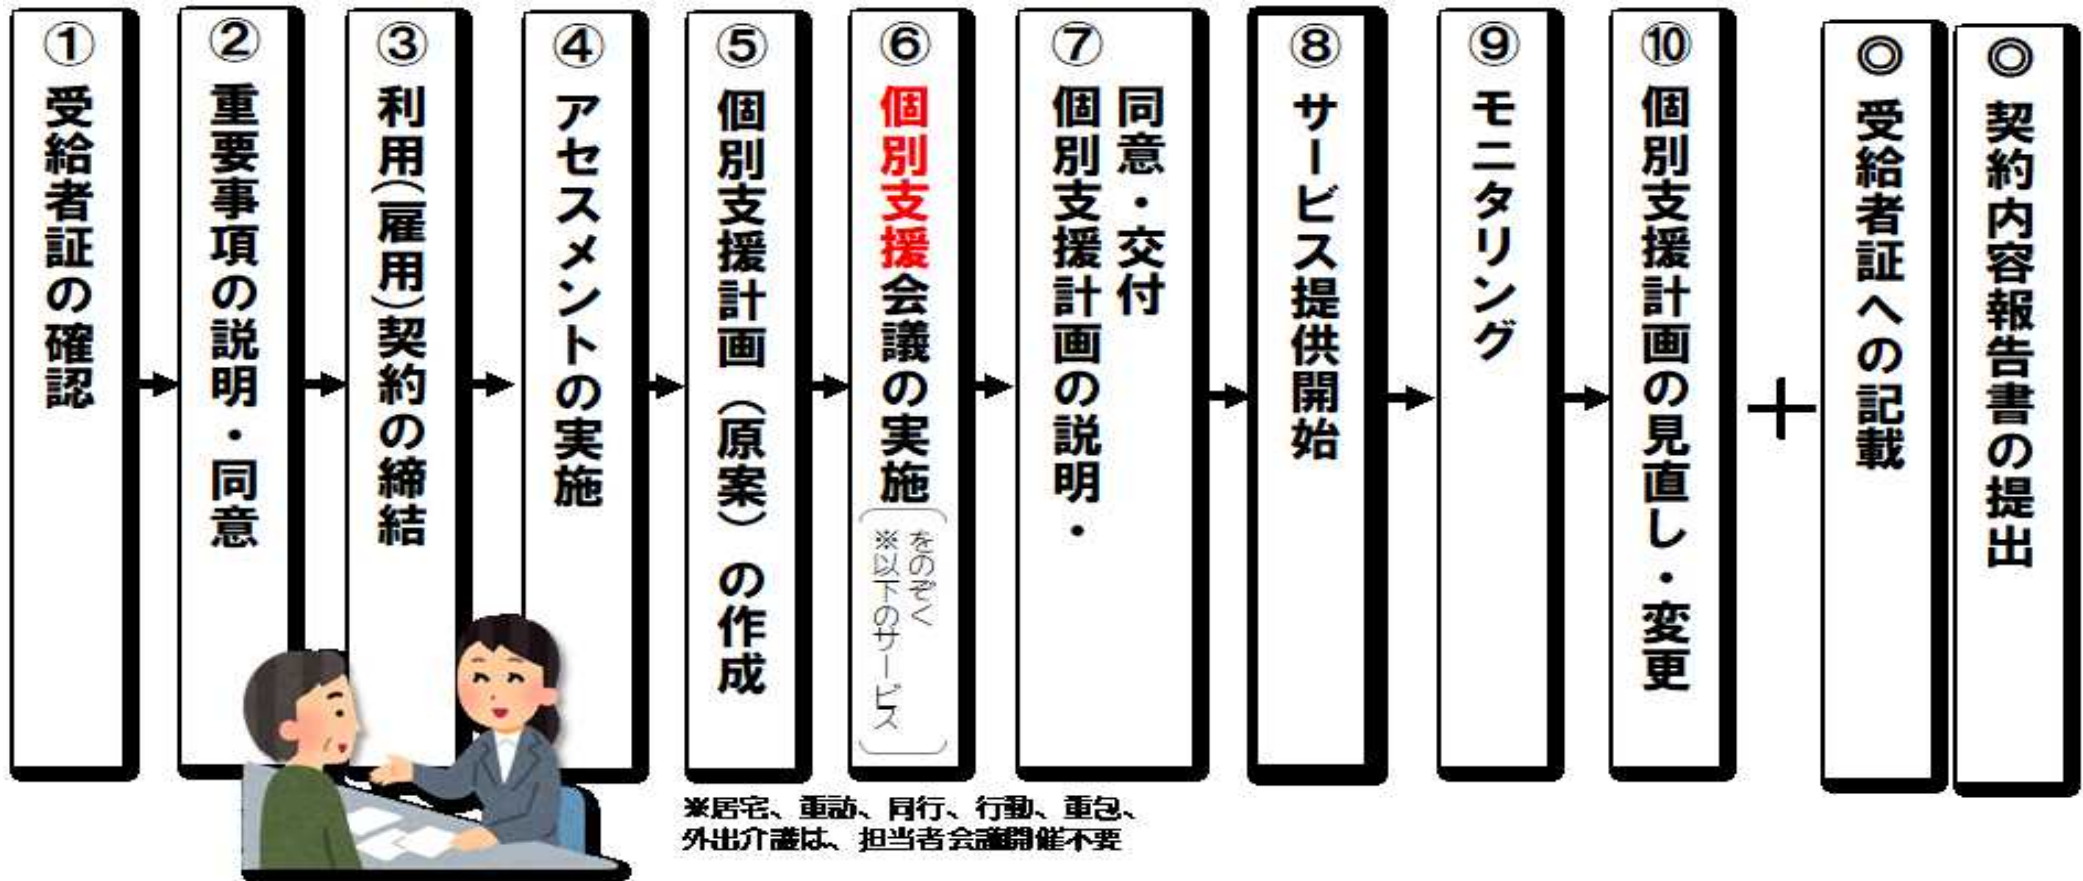 ①受給者証の確認
②重要事項の説明・同意
③利用(雇用)契約の締結
④アセスメントの実施
⑤個別支援計画(原案)の作成
⑥個別支援会議の実施
※以下のサービス
をのぞく
⑦個別支援計画の説明・
同意・交付
⑧サービス提供開始
⑨モニタリング
⑩個別支援計画の見直し・変更
+
◎受給者証への記載
◎契約内容報告書の提出
※居宅、重訪、同行、行動、重包、
外出介護は、担当者会議開催不要